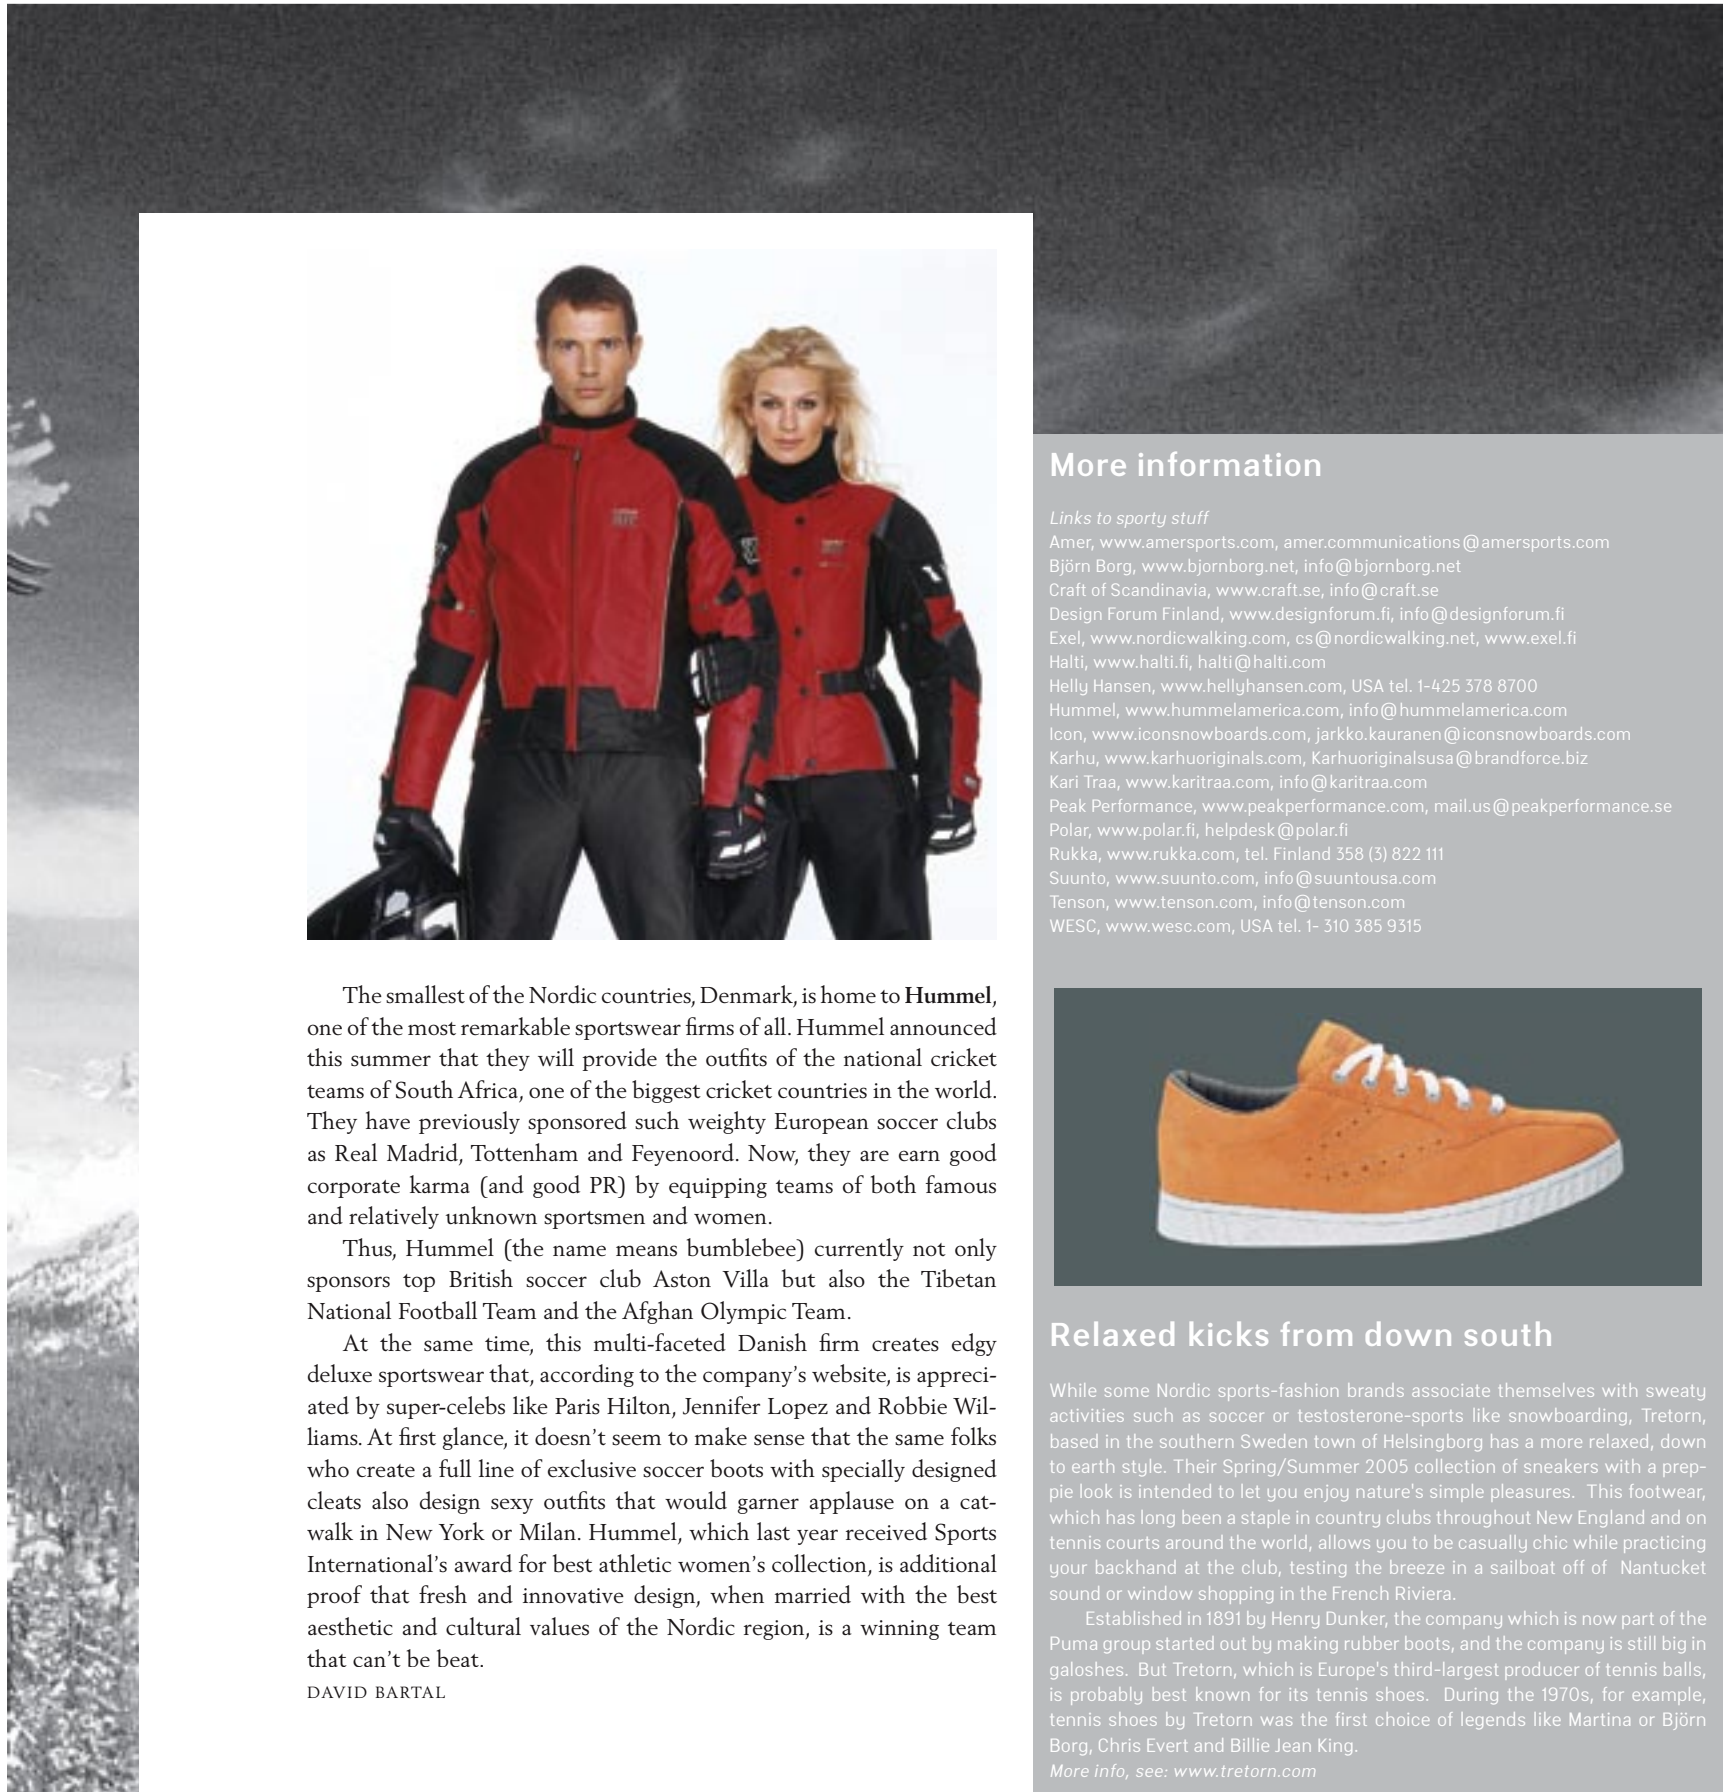 The smallest of the Nordic countries, Denmark, is home to Hummel,
one of the most remarkable sportswear firms of all. Hummel announced
this summer that they will provide the outfits of the national cricket
teams of South Africa, one of the biggest cricket countries in the world.
They have previously sponsored such weighty European soccer clubs
as Real Madrid, Tottenham and Feyenoord. Now, they are earn good
corporate karma (and good PR) by equipping teams of both famous
and relatively unknown sportsmen and women.
Thus, Hummel (the name means bumblebee) currently not only
sponsors top British soccer club Aston Villa but also the Tibetan
National Football Team and the Afghan Olympic Team.
At the same time, this multi-faceted Danish firm creates edgy
deluxe sportswear that, according to the company's website, is appreci-
ated by super-celebs like Paris Hilton, Jennifer Lopez and Robbie Wil-
liams. At first glance, it doesn't seem to make sense that the same folks
who create a full line of exclusive soccer boots with specially designed
cleats also design sexy outfits that would garner applause on a cat-
walk in New York or Milan. Hummel, which last year received Sports
International's award for best athletic women's collection, is additional
proof that fresh and innovative design, when married with the best
aesthetic and cultural values of the Nordic region, is a winning team
that can't be beat.
DAVID BARTAL
More information
Links to sporty stuff
Amer, www.amersports.com, amer.communications@amersports.com
Björn Borg, www.bjornborg.net, info@bjornborg.net
Craft of Scandinavia, www.craft.se, info@craft.se
Design Forum Finland, www.designforum.fi, info@designforum.fi
Exel, www.nordicwalking.com, cs@nordicwalking.net, www.exel.fi
Halti, www.halti.fi, halti@halti.com
Helly Hansen, www.hellyhansen.com, USA tel. 1-425 378 8700
Hummel, www.hummelamerica.com, info@hummelamerica.com
Icon, www.iconsnowboards.com, jarkko.kauranen@iconsnowboards.com
Karhu, www.karhuoriginals.com, Karhuoriginalsusa@brandforce.biz
Kari Traa, www.karitraa.com, info@karitraa.com
Peak Performance, www.peakperformance.com, mail.us@peakperformance.se
Polar, www.polar.fi, helpdesk@polar.fi
Rukka, www.rukka.com, tel. Finland 358 (3) 822 111
Suunto, www.suunto.com, info@suuntousa.com
Tenson, www.tenson.com, info@tenson.com
WESC, www.wesc.com, USA tel. 1- 310 385 9315
Relaxed kicks from down south
While some Nordic sports-fashion brands associate themselves with sweaty
activities such as soccer or testosterone-sports like snowboarding, Tretorn,
based in the southern Sweden town of Helsingborg has a more relaxed, down
to earth style. Their Spring/Summer 2005 collection of sneakers with a prep-
pie look is intended to let you enjoy nature's simple pleasures. This footwear,
which has long been a staple in country clubs throughout New England and on
tennis courts around the world, allows you to be casually chic while practicing
your backhand at the club, testing the breeze in a sailboat off of Nantucket
sound or window shopping in the French Riviera.
Established in 1891 by Henry Dunker, the company which is now part of the
Puma group started out by making rubber boots, and the company is still big in
galoshes. But Tretorn, which is Europe's third-largest producer of tennis balls,
is probably best known for its tennis shoes. During the 1970s, for example,
tennis shoes by Tretorn was the first choice of legends like Martina or Björn
Borg, Chris Evert and Billie Jean King.
More info, see: www.tretorn.com